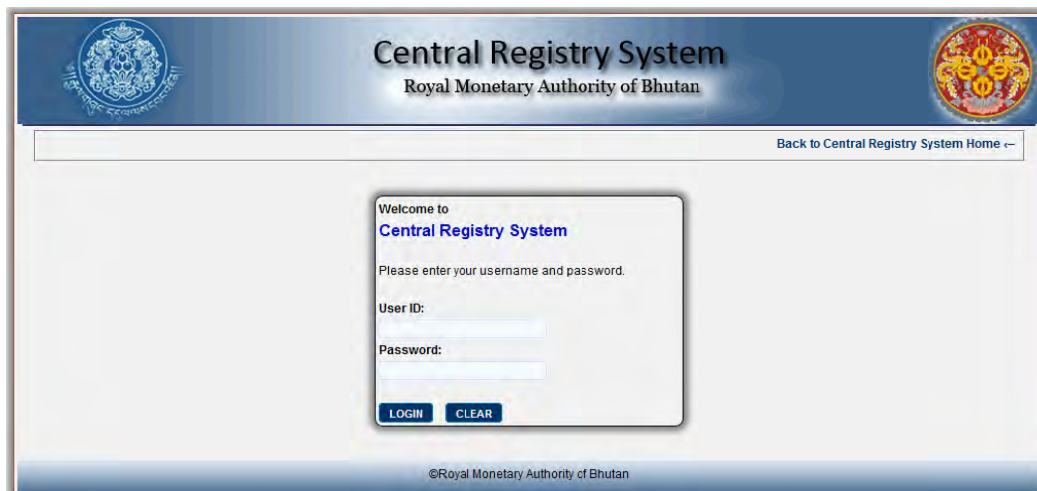 Central Registry System
Royal Monetary Authority of Bhutan
Back to Central Registry System Home ←
Welcome to
Central Registry System
Please enter your username and password.
User ID:
Password:
LOGIN CLEAR
©Royal Monetary Authority of Bhutan